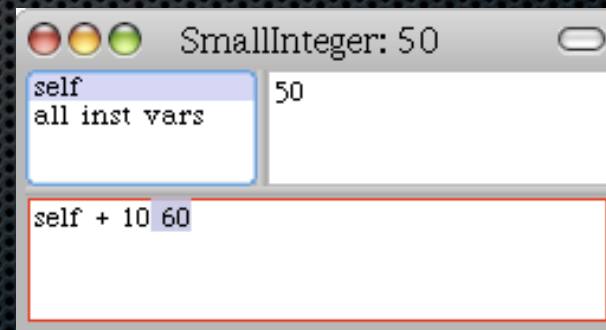 SmallInteger: 50
self
all inst vars
50
self + 10 60